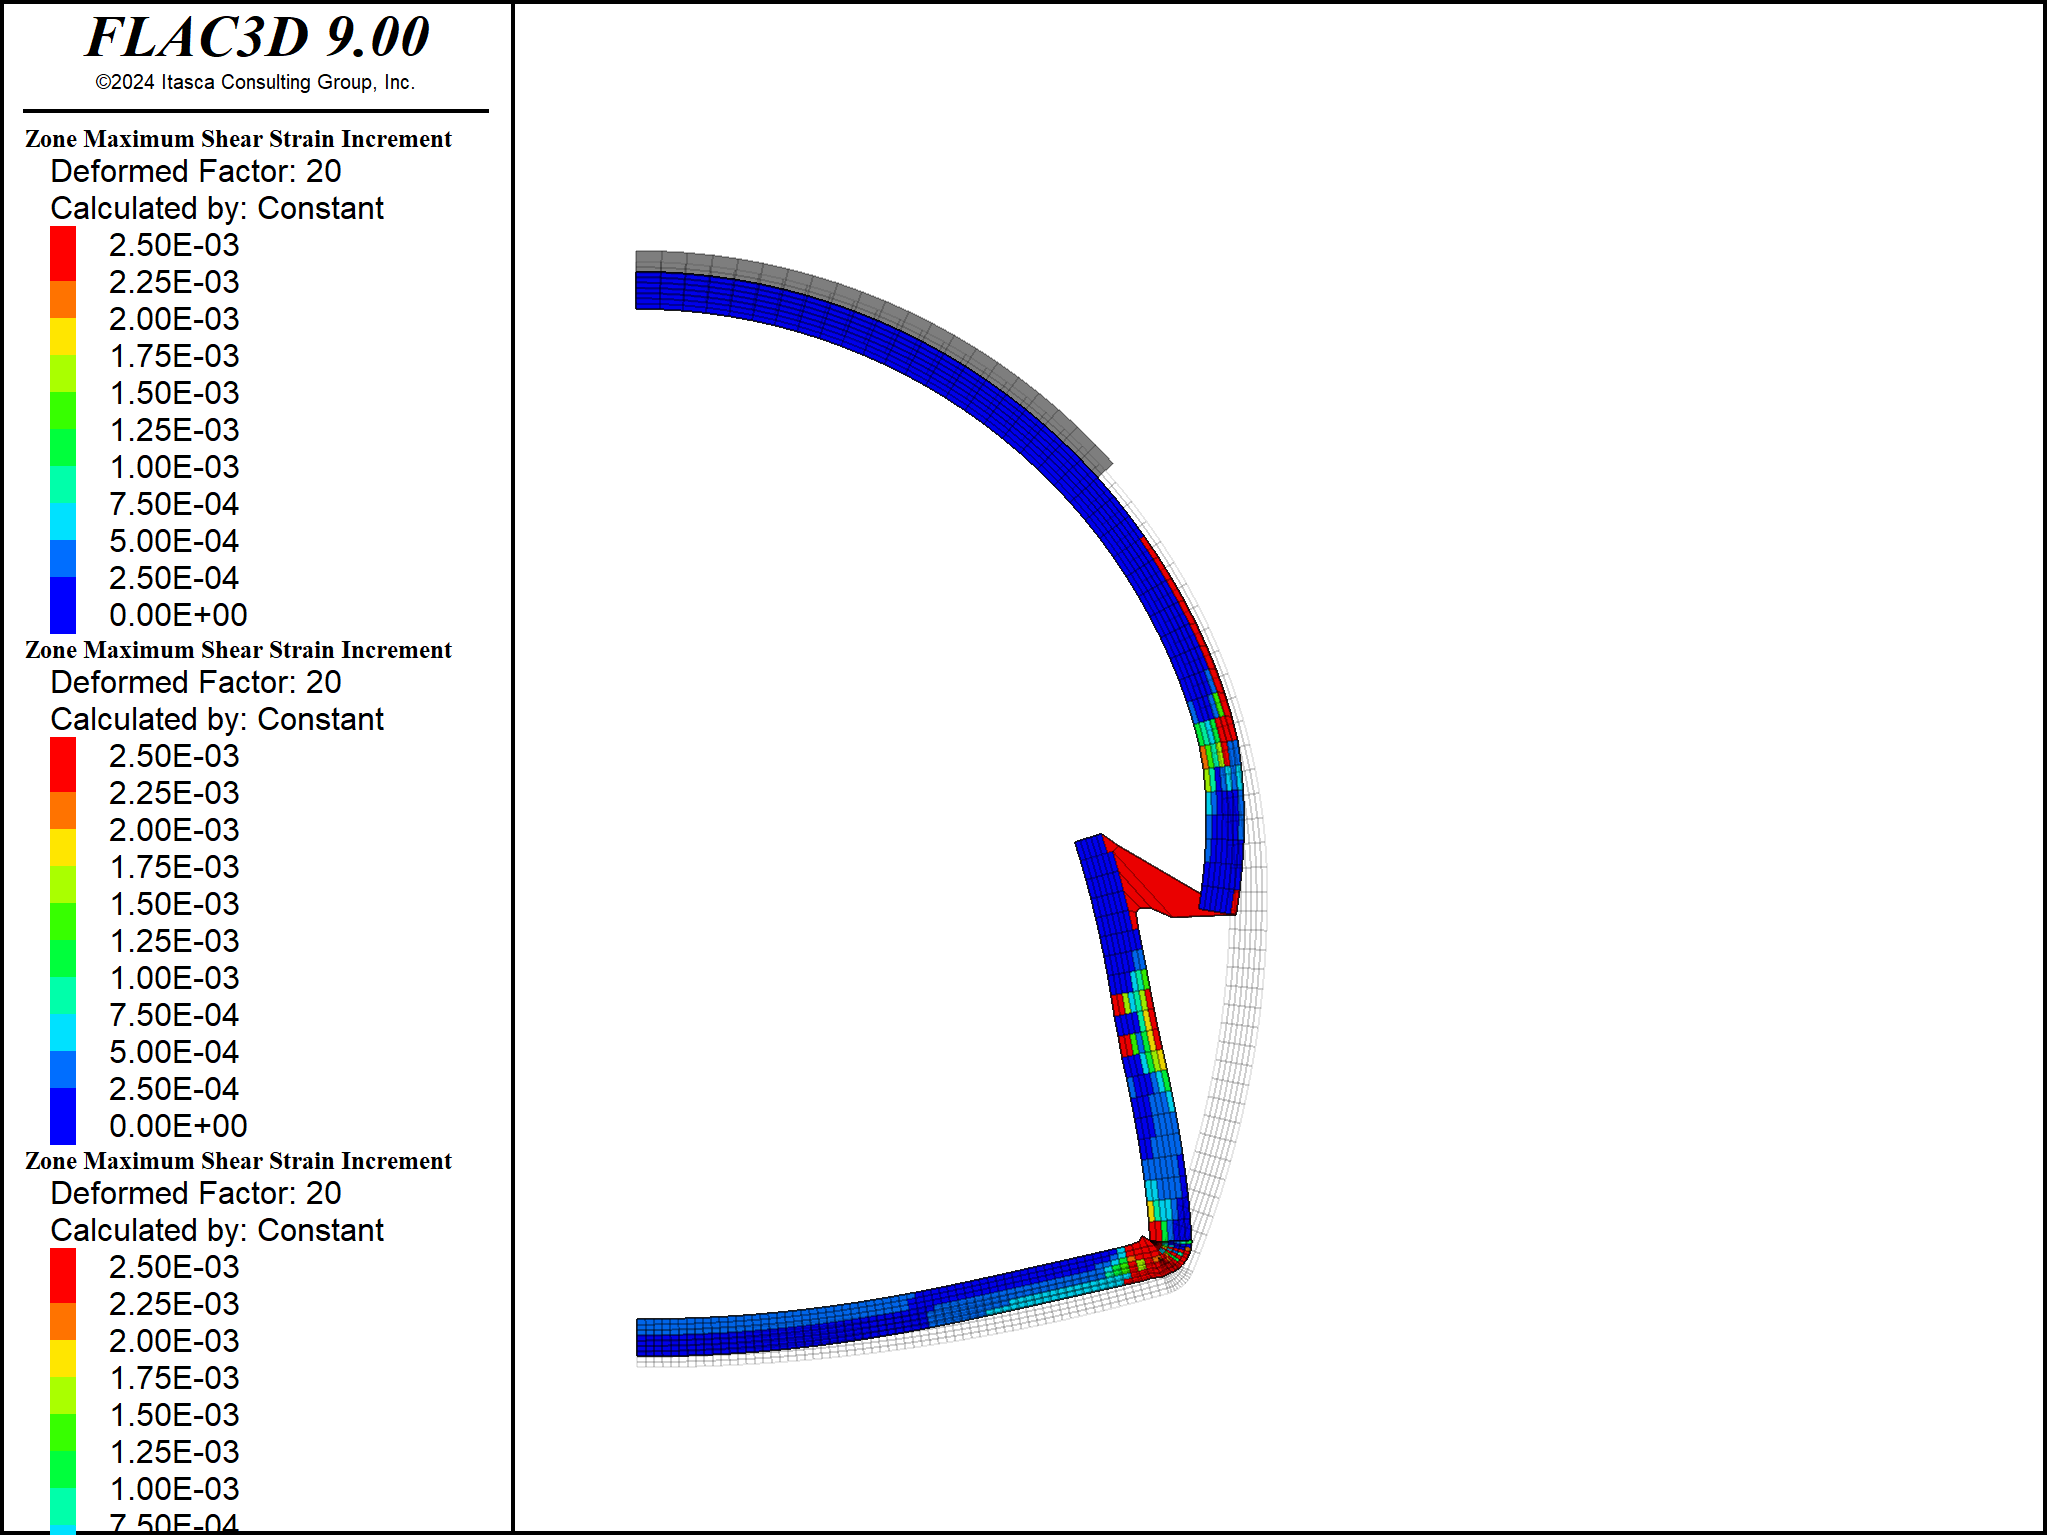 FLAC3D 9.00
©2024 Itasca Consulting Group, Inc.
Zone Maximum Shear Strain Increment
Deformed Factor: 20
Calculated by: Constant
2.50E-03
2.25E-03
2.00E-03
1.75E-03
1.50E-03
1.25E-03
1.00E-03
7.50E-04
5.00E-04
2.50E-04
0.00E+00
Zone Maximum Shear Strain Increment
Deformed Factor: 20
Calculated by: Constant
2.50E-03
2.25E-03
2.00E-03
1.75E-03
1.50E-03
1.25E-03
1.00E-03
7.50E-04
5.00E-04
2.50E-04
0.00E+00
Zone Maximum Shear Strain Increment
Deformed Factor: 20
Calculated by: Constant
2.50E-03
2.25E-03
2.00E-03
1.75E-03
1.50E-03
1.25E-03
1.00E-03
7.50E-04